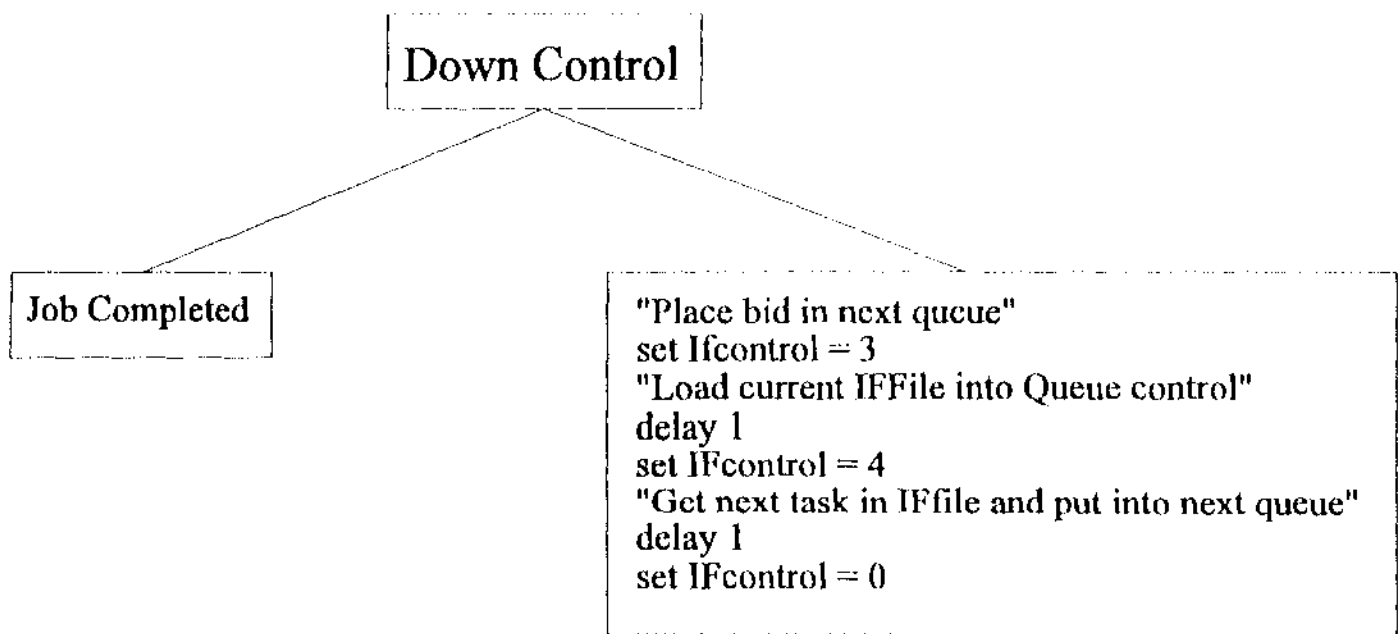 Down Control
Job Completed
"Place bid in next queue"
set Ifcontrol = 3
"Load current IFFile into Queue control"
delay 1
set IFcontrol = 4
"Get next task in IFfile and put into next queue"
delay 1
set IFcontrol = 0